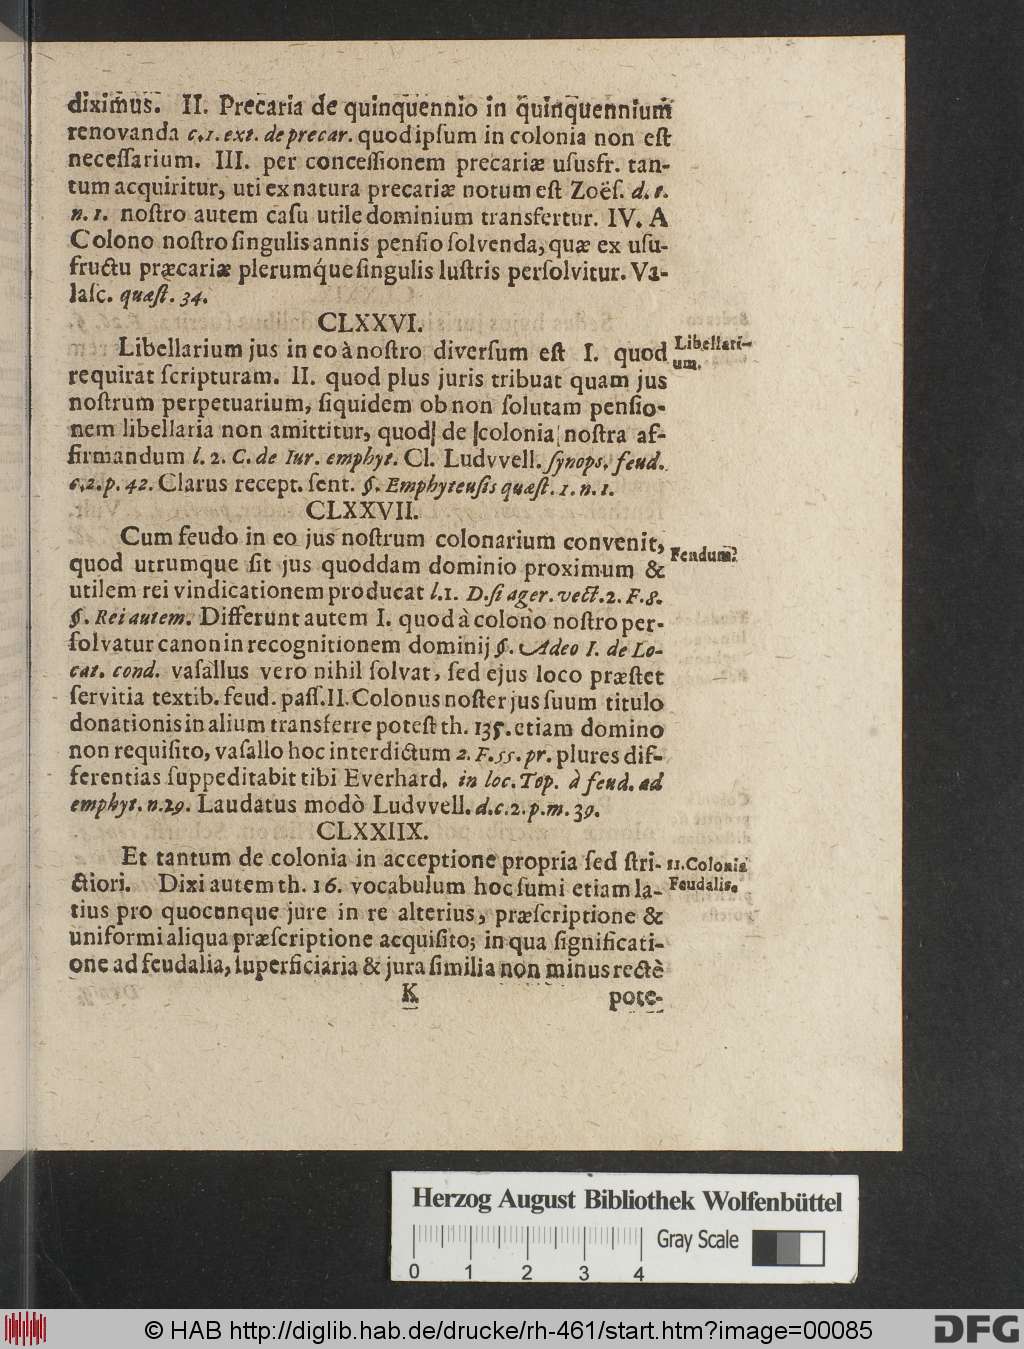 diximus. II. Precaria de quinquennio in quinquennium
renovanda c.1. ext. de precar. quod ipſum in colonia non eſt
neceſſarium. III. per conceſſionem precariæ uſusfr. tan-
tum acquiritur, uti ex natura precariæ notum eſt Zoëſ. d. t.
n. 1. noſtro autem caſu utile dominium transfertur. IV. A
Colono noſtro ſingulis annis penſio ſolvenda, quæ ex uſu-
fructu præcariæ plerumq́ue ſingulis luſtris perſolvitur. Va-
laſc. quæſt. 34.
CLXXVI.
Libellarium jus in eo à noſtro diverſum eſt I. quod
Libellari-
um.
requirat ſcripturam. II. quod plus juris tribuat quam jus
noſtrum perpetuarium, ſiquidem ob non ſolutam penſio-
nem libellaria non amittitur, quod de colonia noſtra af-
firmandum l. 2. C. de Iur. emphyt. Cl. Ludvvell. ſynopſ. feud.
c.2. p. 42. Clarus recept. ſent. §. Emphyteuſis quæſt. 1. n. 1.
CLXXVII.
Cum feudo in eo jus noſtrum colonarium convenit,
Feudum?
quod utrumque ſit jus quoddam dominio proximum &
utilem rei vindicationem producat l.1. D. ſi ager. vect. 2. F. 8.
§. Rei autem. Differunt autem I. quod à colono noſtro per-
ſolvatur canon in recognitionem dominij §. Adeo I. de Lo-
cat. cond. vaſallus vero nihil ſolvat, ſed ejus loco præſtet
ſervitia textib. feud. paſſ. II. Colonus noſter jus ſuum titulo
donationis in alium transferre poteſt th. 135. etiam domino
non requiſito, vaſallo hoc interdictum 2. F. 55. pr. plures dif-
ferentias ſuppeditabit tibi Everhard. in loc. Top. à feud. ad
emphyt. n. 29. Laudatus modò Ludvvell. d. c. 2. p. m. 39.
CLXXIIX.
Et tantum de colonia in acceptione propria ſed ſtri-
II. Colonia
Feudalis.
ctiori. Dixi autem th. 16. vocabulum hoc ſumi etiam la-
tius pro quocunque jure in re alterius, præſcriptione &
uniformi aliqua præſcriptione acquiſito; in qua ſignificati-
one ad feudalia, ſuperficiaria & jura ſimilia non minus rectè
K
pote-
Herzog August Bibliothek Wolfenbüttel
Gray Scale
0 1 2 3 4
© HAB http://diglib.hab.de/drucke/rh-461/start.htm?image=00085
DFG